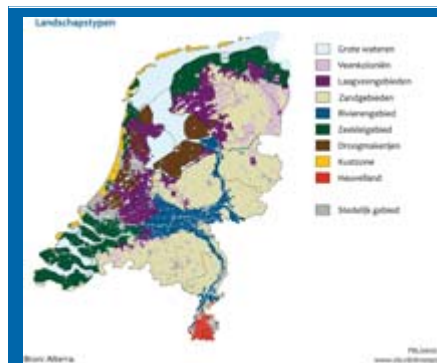 Landschapstypen
Grote wateren
Veenkoloniën
Laagveengebieden
Zandgebieden
Rivierengebied
Zeekleigebied
Droogmakerijen
Kustzone
Heuvelland
Stedelijk gebied
Bron: Alterra